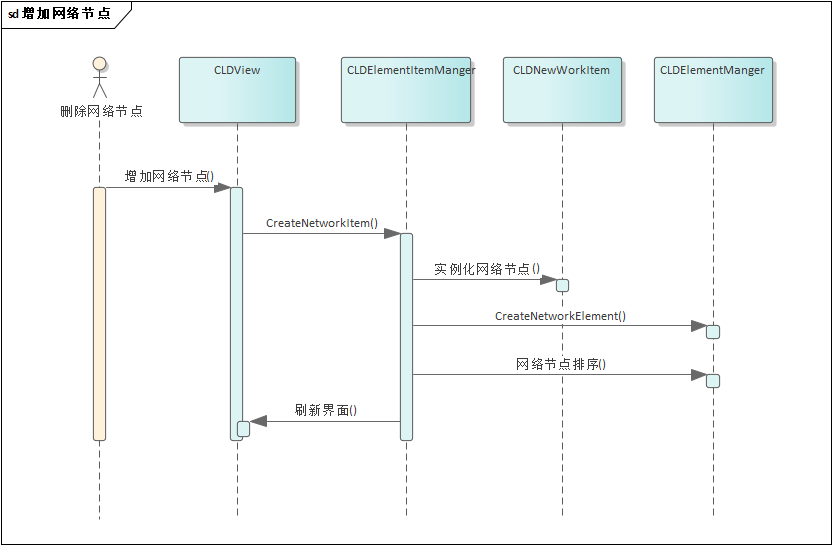 sd 增加网络节点
删除网络节点
CLDView
CLDElementItemManger
CLDNewWorkItem
CLDElementManger
增加网络节点()
CreateNetworkItem()
实例化网络节点()
CreateNetworkElement()
网络节点排序()
刷新界面()